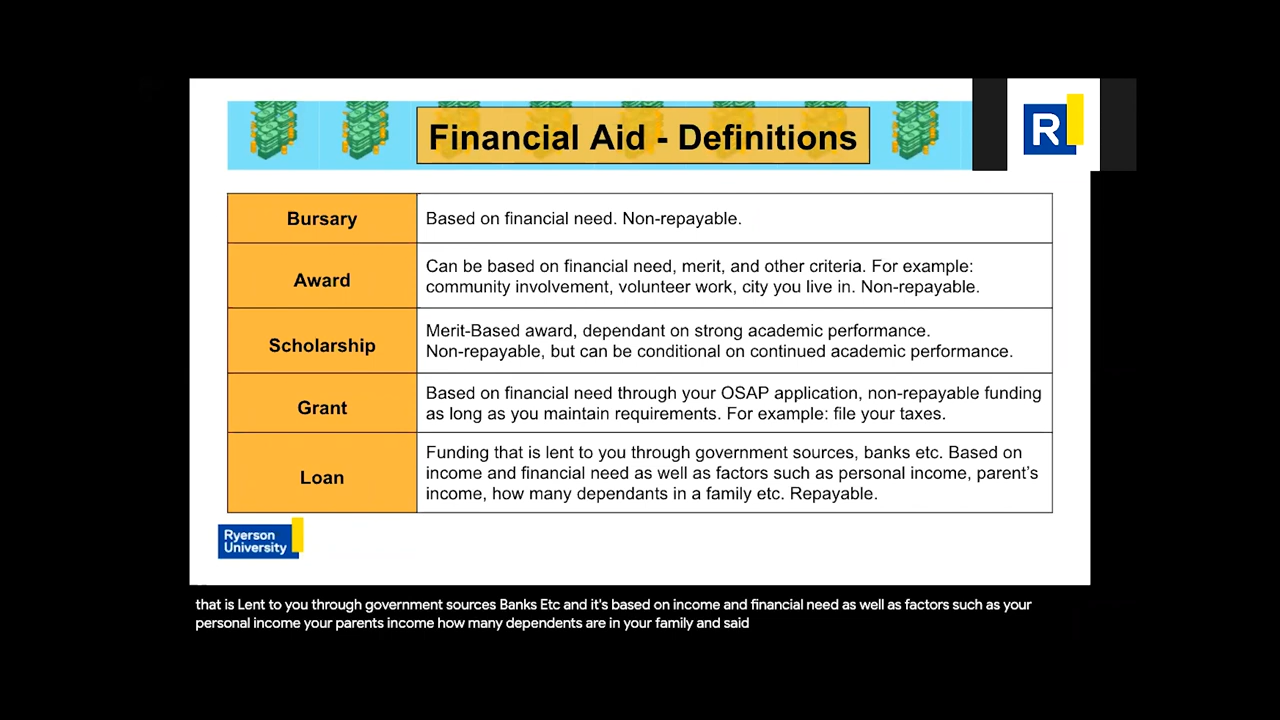 Financial Aid - Definitions
R
Bursary
Based on financial need. Non-repayable.
Award
Can be based on financial need, merit, and other criteria. For example:
community involvement, volunteer work, city you live in. Non-repayable.
Scholarship
Merit-Based award, dependant on strong academic performance.
Non-repayable, but can be conditional on continued academic performance.
Grant
Based on financial need through your OSAP application, non-repayable funding
as long as you maintain requirements. For example: file your taxes.
Loan
Funding that is lent to you through government sources, banks etc. Based on
income and financial need as well as factors such as personal income, parent’s
income, how many dependants in a family etc. Repayable.
Ryerson
University
that is Lent to you through government sources Banks Etc and it's based on income and financial need as well as factors such as your
personal income your parents income how many dependents are in your family and said